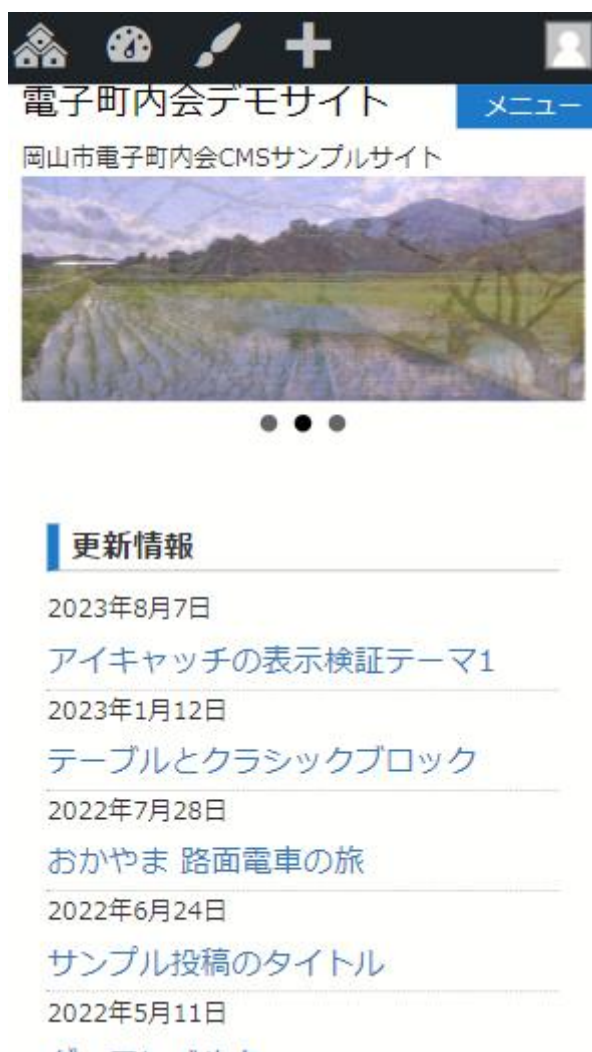 電子町内会デモサイト
メニュー
岡山市電子町内会CMSサンプルサイト
更新情報
2023年8月7日
アイキャッチの表示検証テーマ1
2023年1月12日
テーブルとクラシックブロック
2022年7月28日
おかやま 路面電車の旅
2022年6月24日
サンプル投稿のタイトル
2022年5月11日